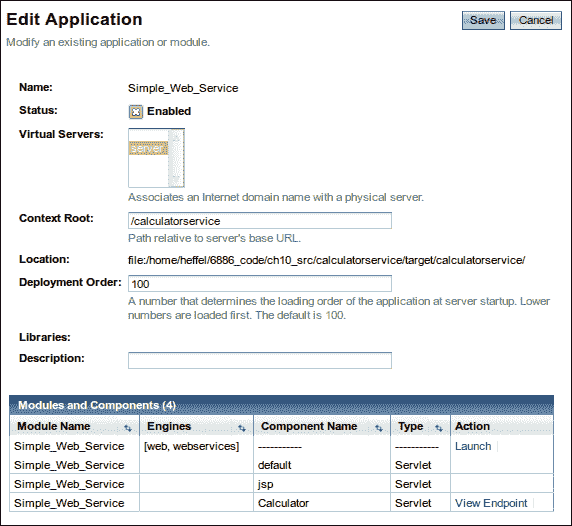 Edit Application
Save
Cancel
Modify an existing application or module.
Name: Simple_Web_Service
Status: Enabled
Virtual Servers: server
Associates an Internet domain name with a physical server.
Context Root: /calculatorservice
Path relative to server's base URL.
Location: file:/home/heffel/6886_code/ch10_src/calculatorservice/target/calculatorservice/
Deployment Order: 100
A number that determines the loading order of the application at server startup. Lower
numbers are loaded first. The default is 100.
Libraries:
Description:
Modules and Components (4)
Module Name Engines Component Name Type Action
Simple_Web_Service [web, webservices] ----------- ----------- Launch
Simple_Web_Service default Servlet
Simple_Web_Service jsp Servlet
Simple_Web_Service Calculator Servlet View Endpoint